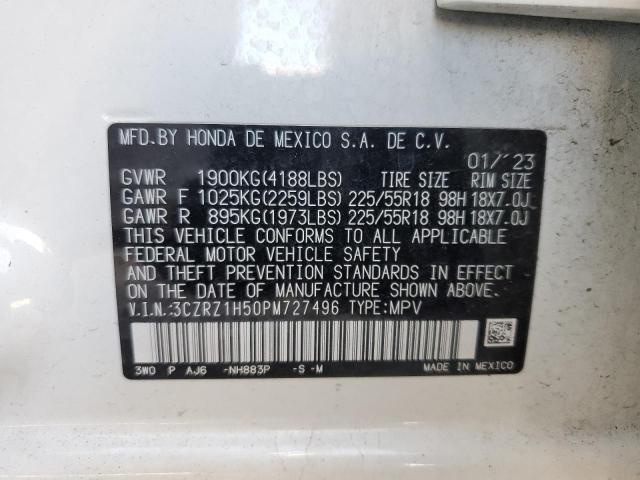 MFD.BY HONDA DE MEXICO S.A. DE C.V.
01/'23
GVWR 1900KG(4188LBS) TIRE SIZE RIM SIZE
GAWR F 1025KG(2259LBS) 225/55R18 98H 18X7.0J
GAWR R 895KG(1973LBS) 225/55R18 98H 18X7.0J
THIS VEHICLE CONFORMS TO ALL APPLICABLE
FEDERAL MOTOR VEHICLE SAFETY
AND THEFT PREVENTION STANDARDS IN EFFECT
ON THE DATE OF MANUFACTURE SHOWN ABOVE.
V.I.N.:3CZRZ1H50PM727496 TYPE:MPV
3W0 P AJ6 -NH883P -S -M MADE IN MEXICO